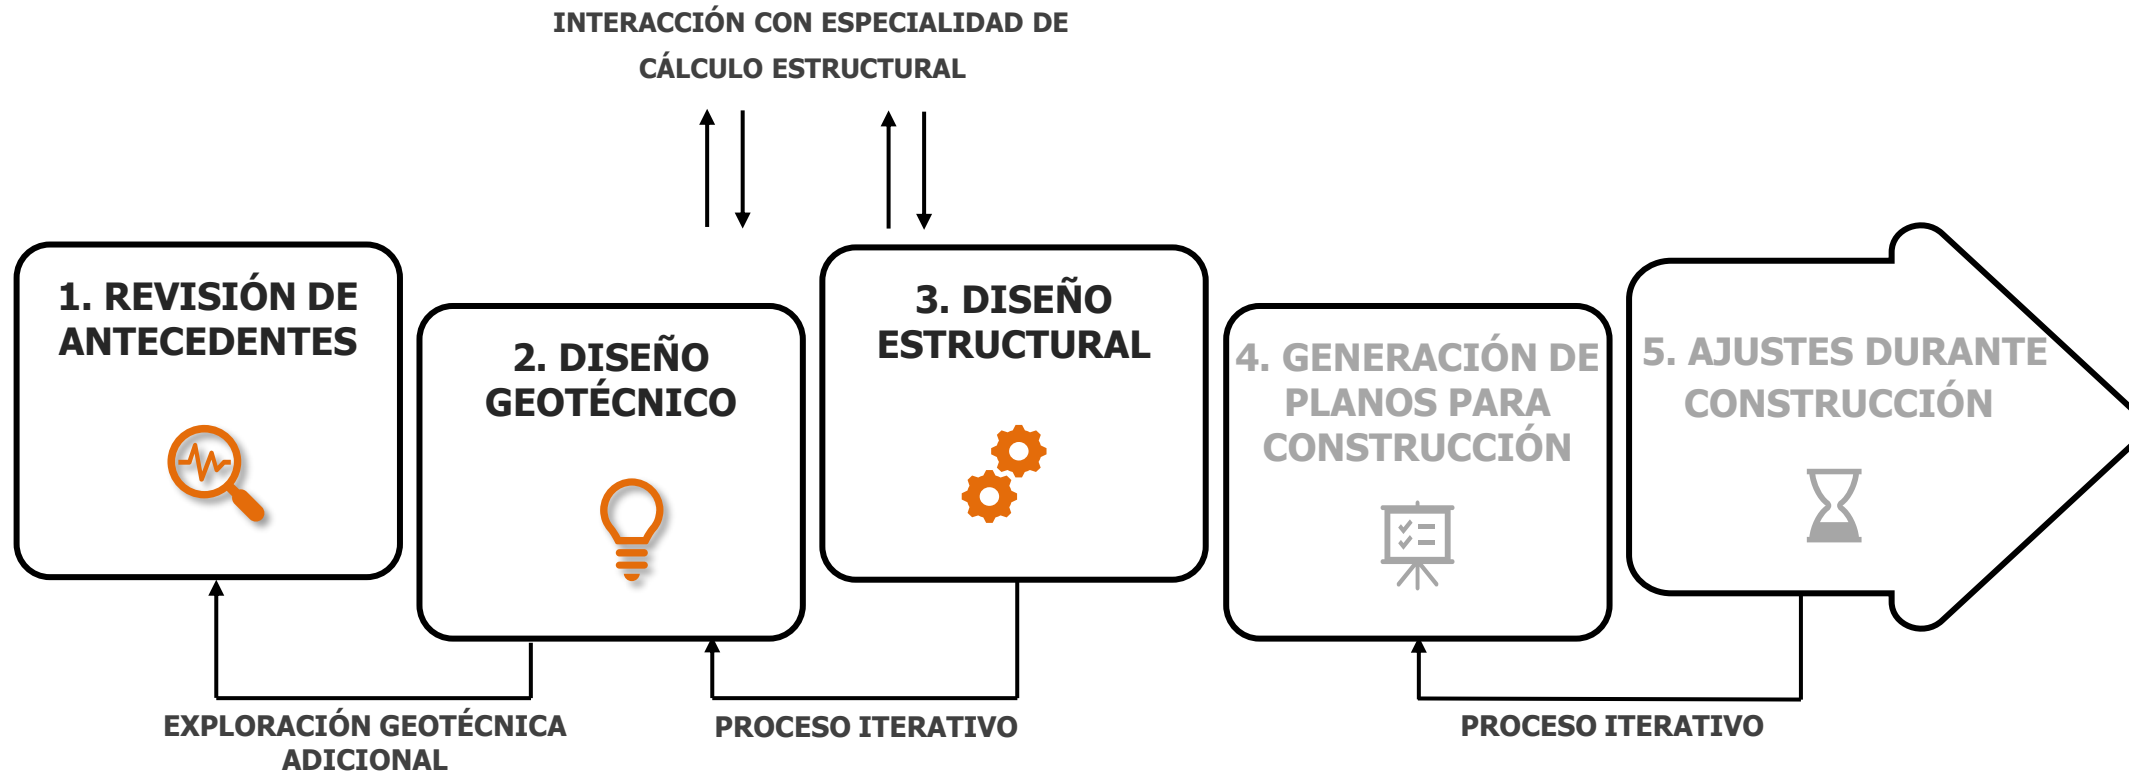 INTERACCIÓN CON ESPECIALIDAD DE
CÁLCULO ESTRUCTURAL
1. REVISIÓN DE
ANTECEDENTES
2. DISEÑO
GEOTÉCNICO
3. DISEÑO
ESTRUCTURAL
4. GENERACIÓN DE
PLANOS PARA
CONSTRUCCIÓN
5. AJUSTES DURANTE
CONSTRUCCIÓN
EXPLORACIÓN GEOTÉCNICA
ADICIONAL
PROCESO ITERATIVO
PROCESO ITERATIVO